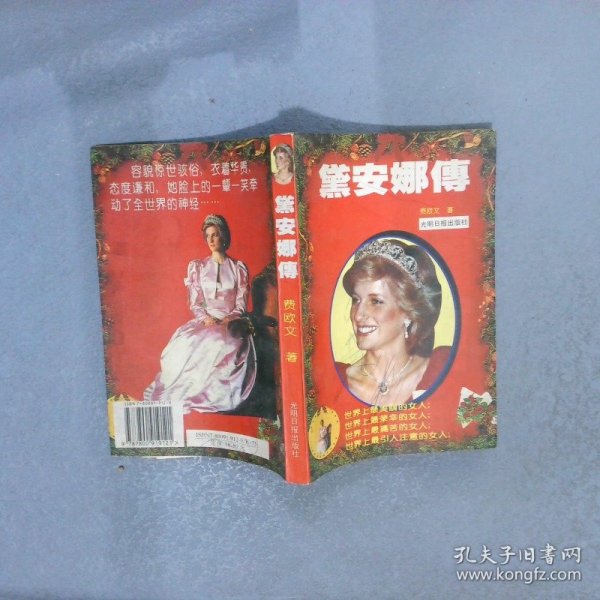 容貌惊世骇俗，衣着华贵，
态度谦和，她脸上的一颦一笑牵
动了全世界的神经……
黛安娜傳
费欧文 著
光明日报出版社
黛安娜傳
费欧文 著
光明日报出版社
世界上最美丽的女人；
世界上最荣幸的女人；
世界上最痛苦的女人；
世界上最引人注意的女人。
孔夫子旧书网
www.kongfz.com